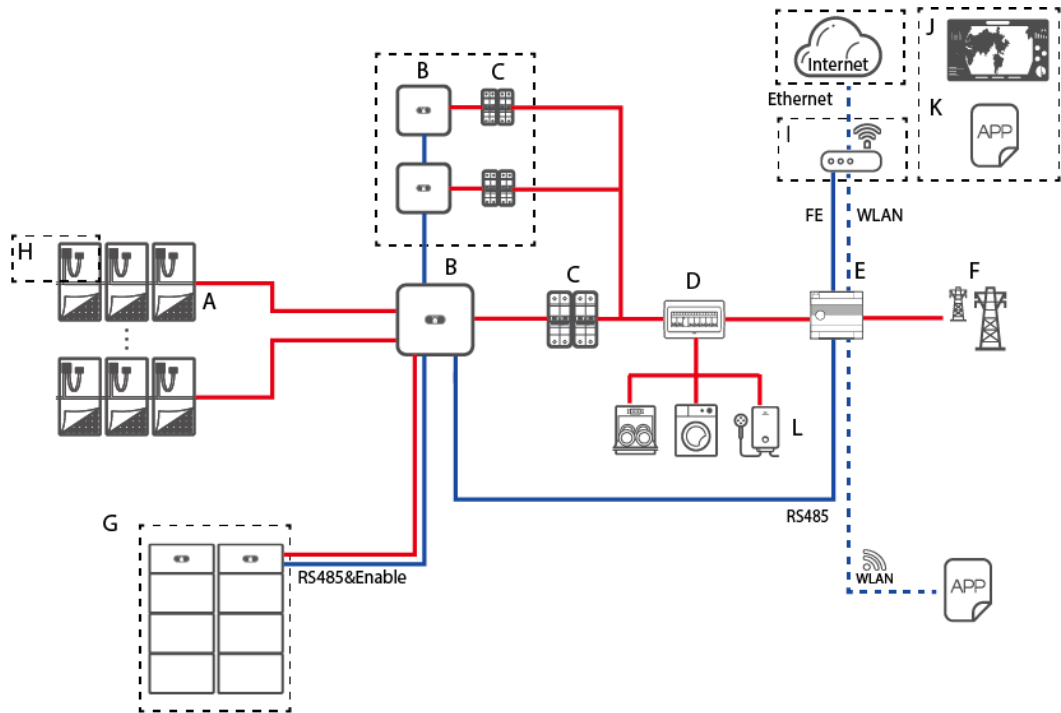 J
Internet
B
C
Ethernet
K
APP
I
FE
WLAN
H
A
B
C
D
E
F
L
G
RS485
RS485&Enable
WLAN
APP